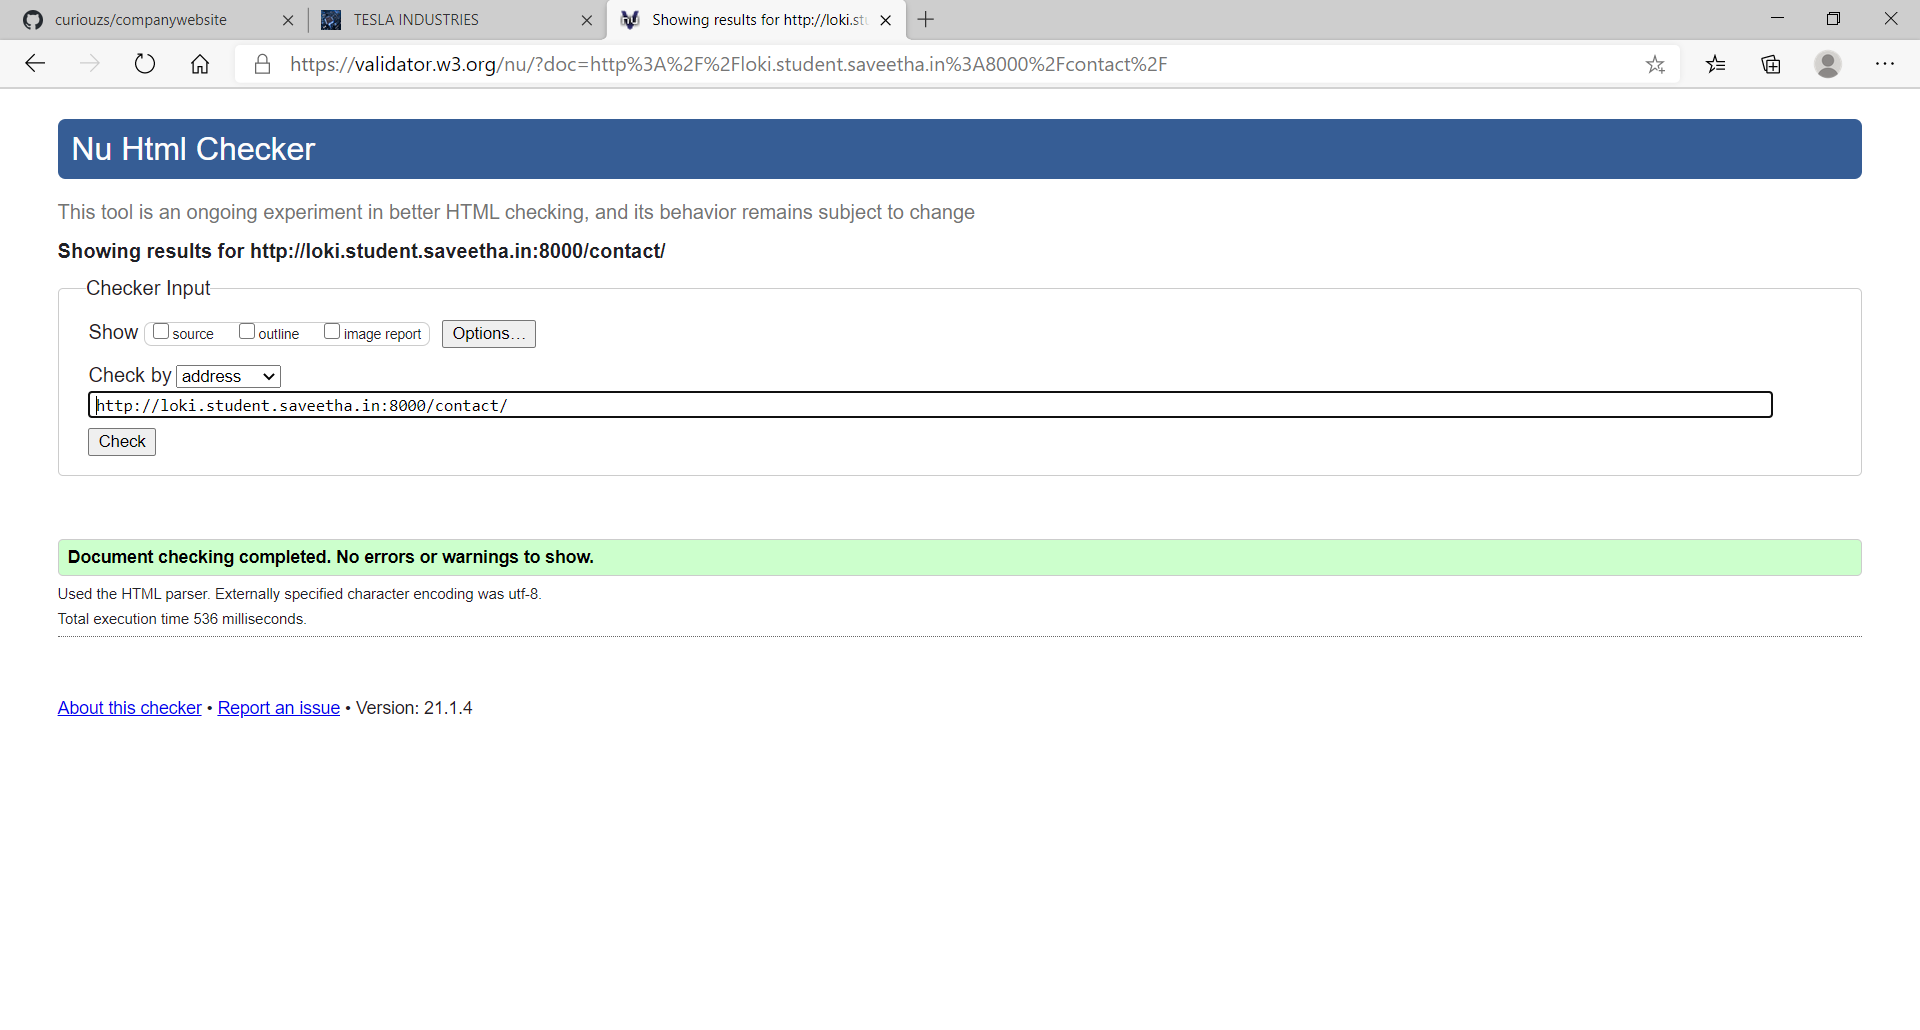 curiouzs/companywebsite
TESLA INDUSTRIES
Showing results for http://loki.st
https://validator.w3.org/nu/?doc=http%3A%2F%2Floki.student.saveetha.in%3A8000%2Fcontact%2F
Nu Html Checker
This tool is an ongoing experiment in better HTML checking, and its behavior remains subject to change
Showing results for http://loki.student.saveetha.in:8000/contact/
Checker Input
Show source outline image report Options...
Check by address
http://loki.student.saveetha.in:8000/contact/
Check
Document checking completed. No errors or warnings to show.
Used the HTML parser. Externally specified character encoding was utf-8.
Total execution time 536 milliseconds.
About this checker • Report an issue • Version: 21.1.4